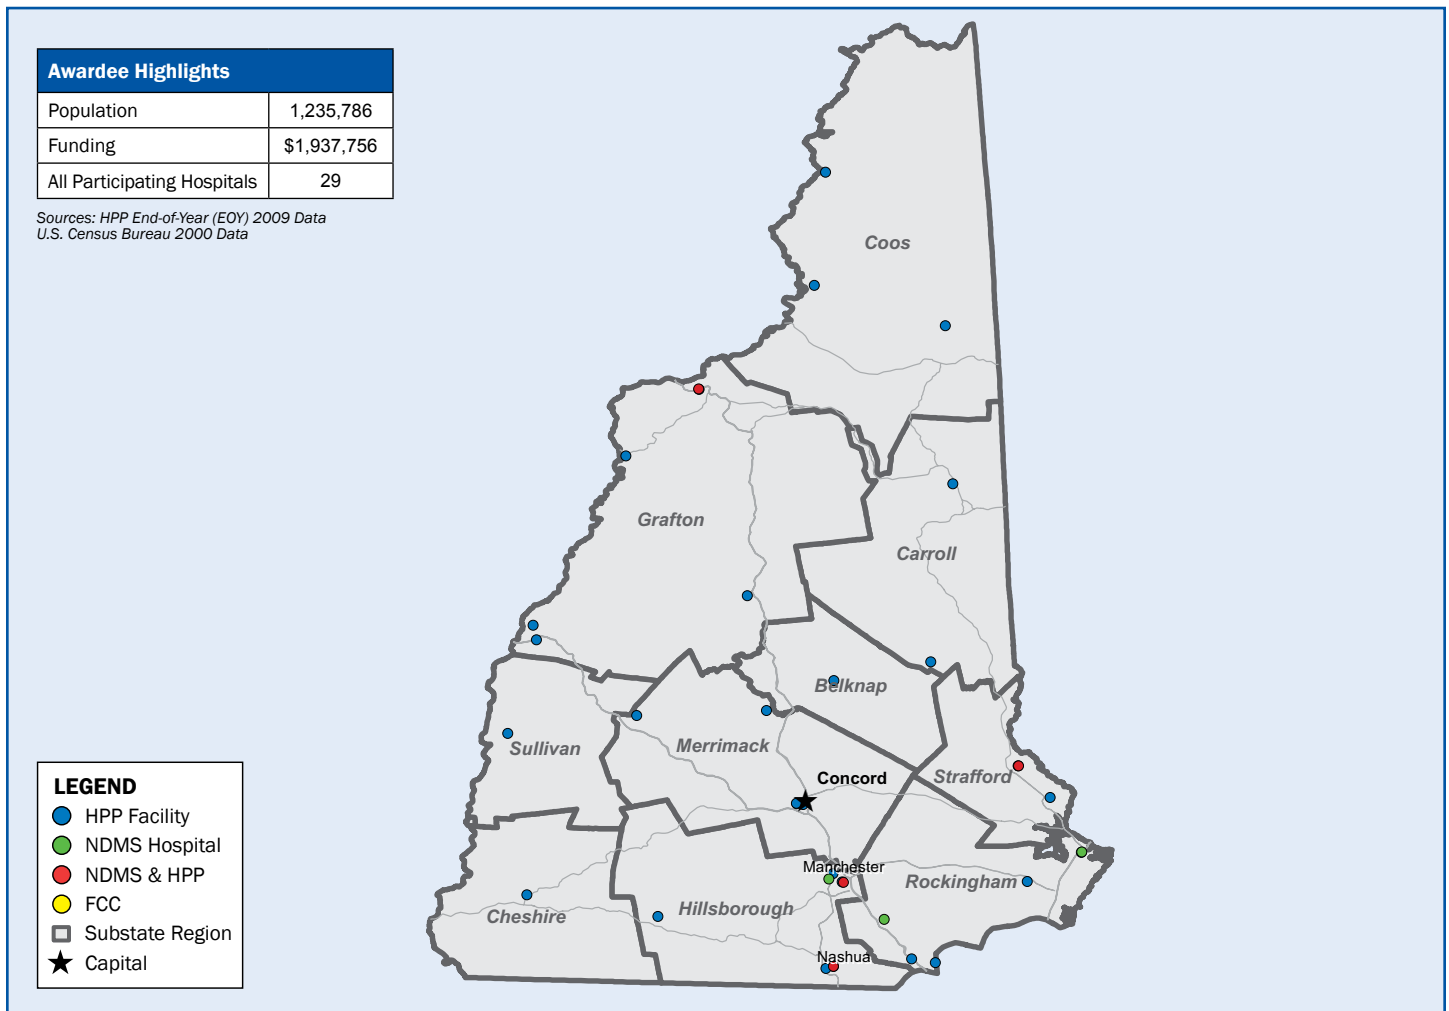 Awardee Highlights
Population 1,235,786
Funding $1,937,756
All Participating Hospitals 29
Sources: HPP End-of-Year (EOY) 2009 Data
U.S. Census Bureau 2000 Data
Coos
Grafton
Carroll
Belknap
Sullivan
Merrimack
Concord
Strafford
Manchester
Rockingham
Hillsborough
Cheshire
Nashua
LEGEND
HPP Facility
NDMS Hospital
NDMS & HPP
FCC
Substate Region
Capital